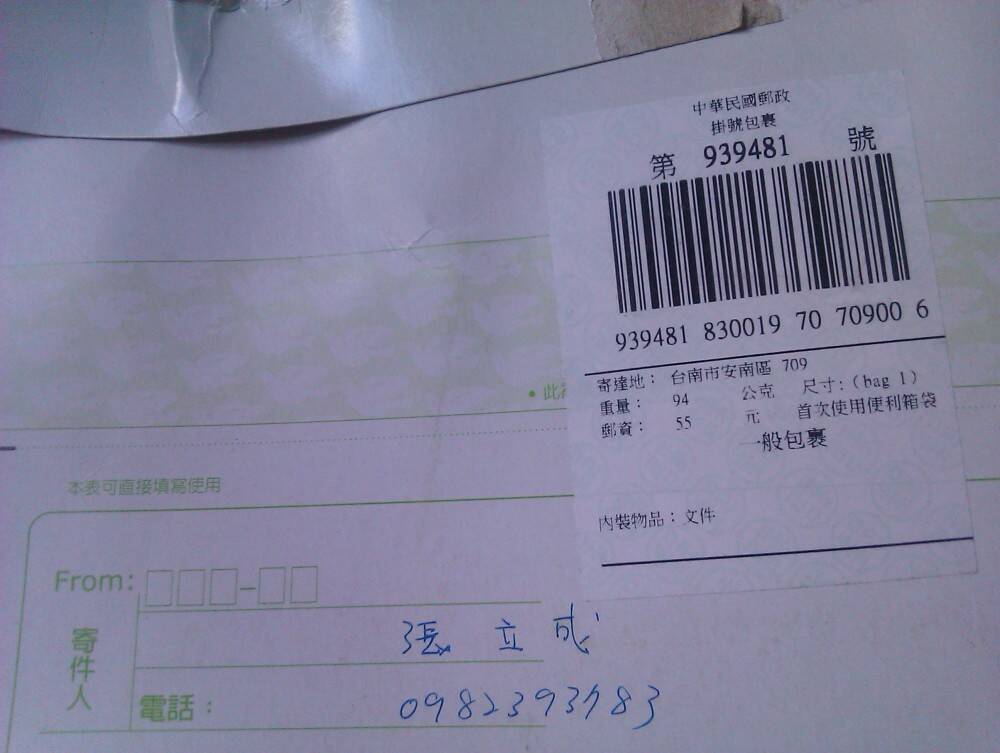 中華民國郵政
掛號包裹
第 939481 號
939481 830019 70 70900 6
寄達地： 台南市安南區 709
重量： 94 公克 尺寸:（bag 1）
郵資： 55 元 首次使用便利箱袋
一般包裹
內裝物品：文件
• 此
本表可直接填寫使用
From:
寄件人
張 立 成
電話： 0982393783